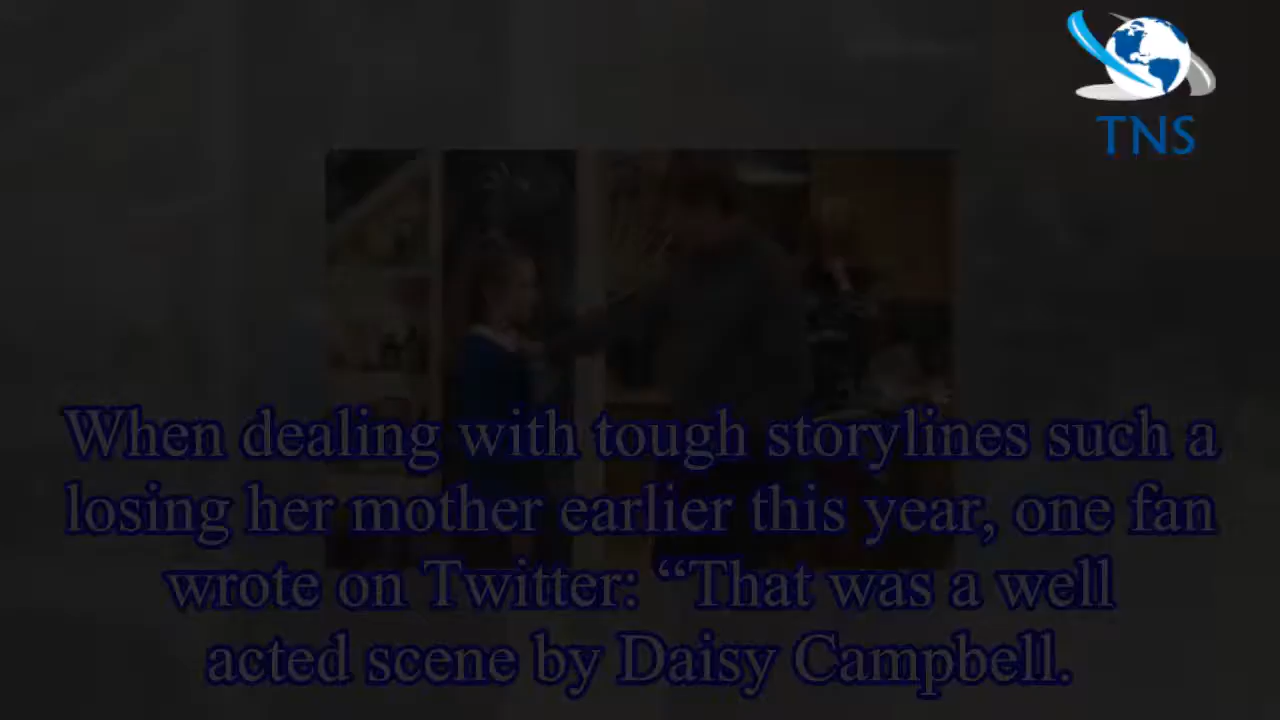 TNS
When dealing with tough storylines such a
losing her mother earlier this year, one fan
wrote on Twitter: “That was a well
acted scene by Daisy Campbell.